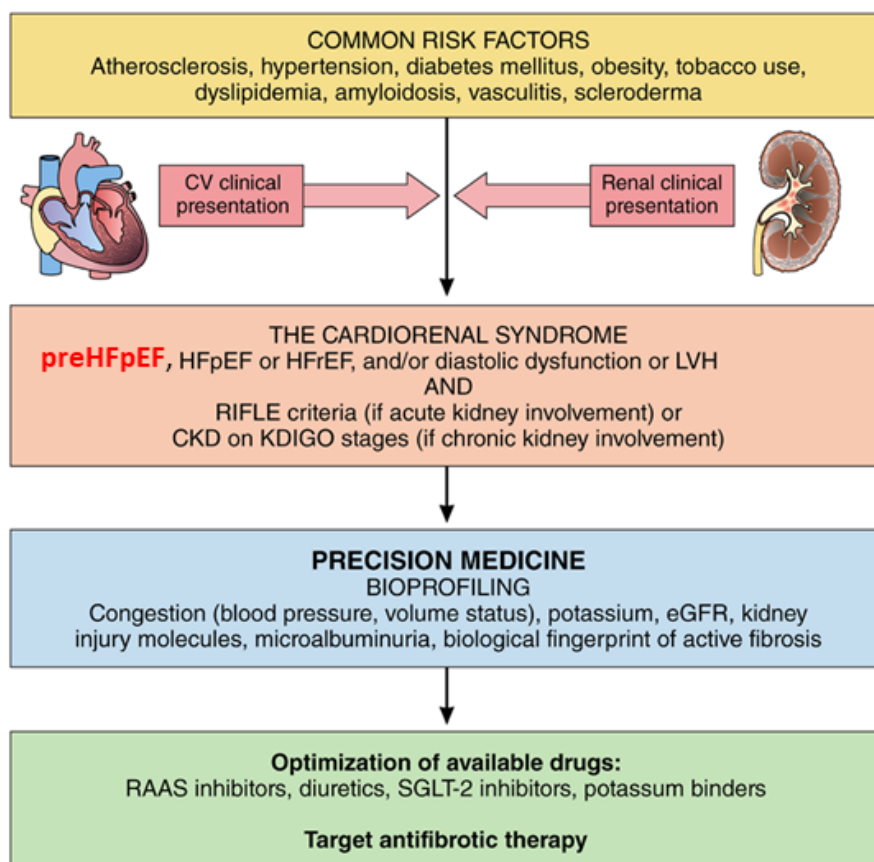 COMMON RISK FACTORS
Atherosclerosis, hypertension, diabetes mellitus, obesity, tobacco use,
dyslipidemia, amyloidosis, vasculitis, scleroderma
CV clinical
presentation
Renal clinical
presentation
THE CARDIORENAL SYNDROME
preHFpEF, HFpEF or HFrEF, and/or diastolic dysfunction or LVH
AND
RIFLE criteria (if acute kidney involvement) or
CKD on KDIGO stages (if chronic kidney involvement)
PRECISION MEDICINE
BIOPROFILING
Congestion (blood pressure, volume status), potassium, eGFR, kidney
injury molecules, microalbuminuria, biological fingerprint of active fibrosis
Optimization of available drugs:
RAAS inhibitors, diuretics, SGLT-2 inhibitors, potassum binders
Target antifibrotic therapy